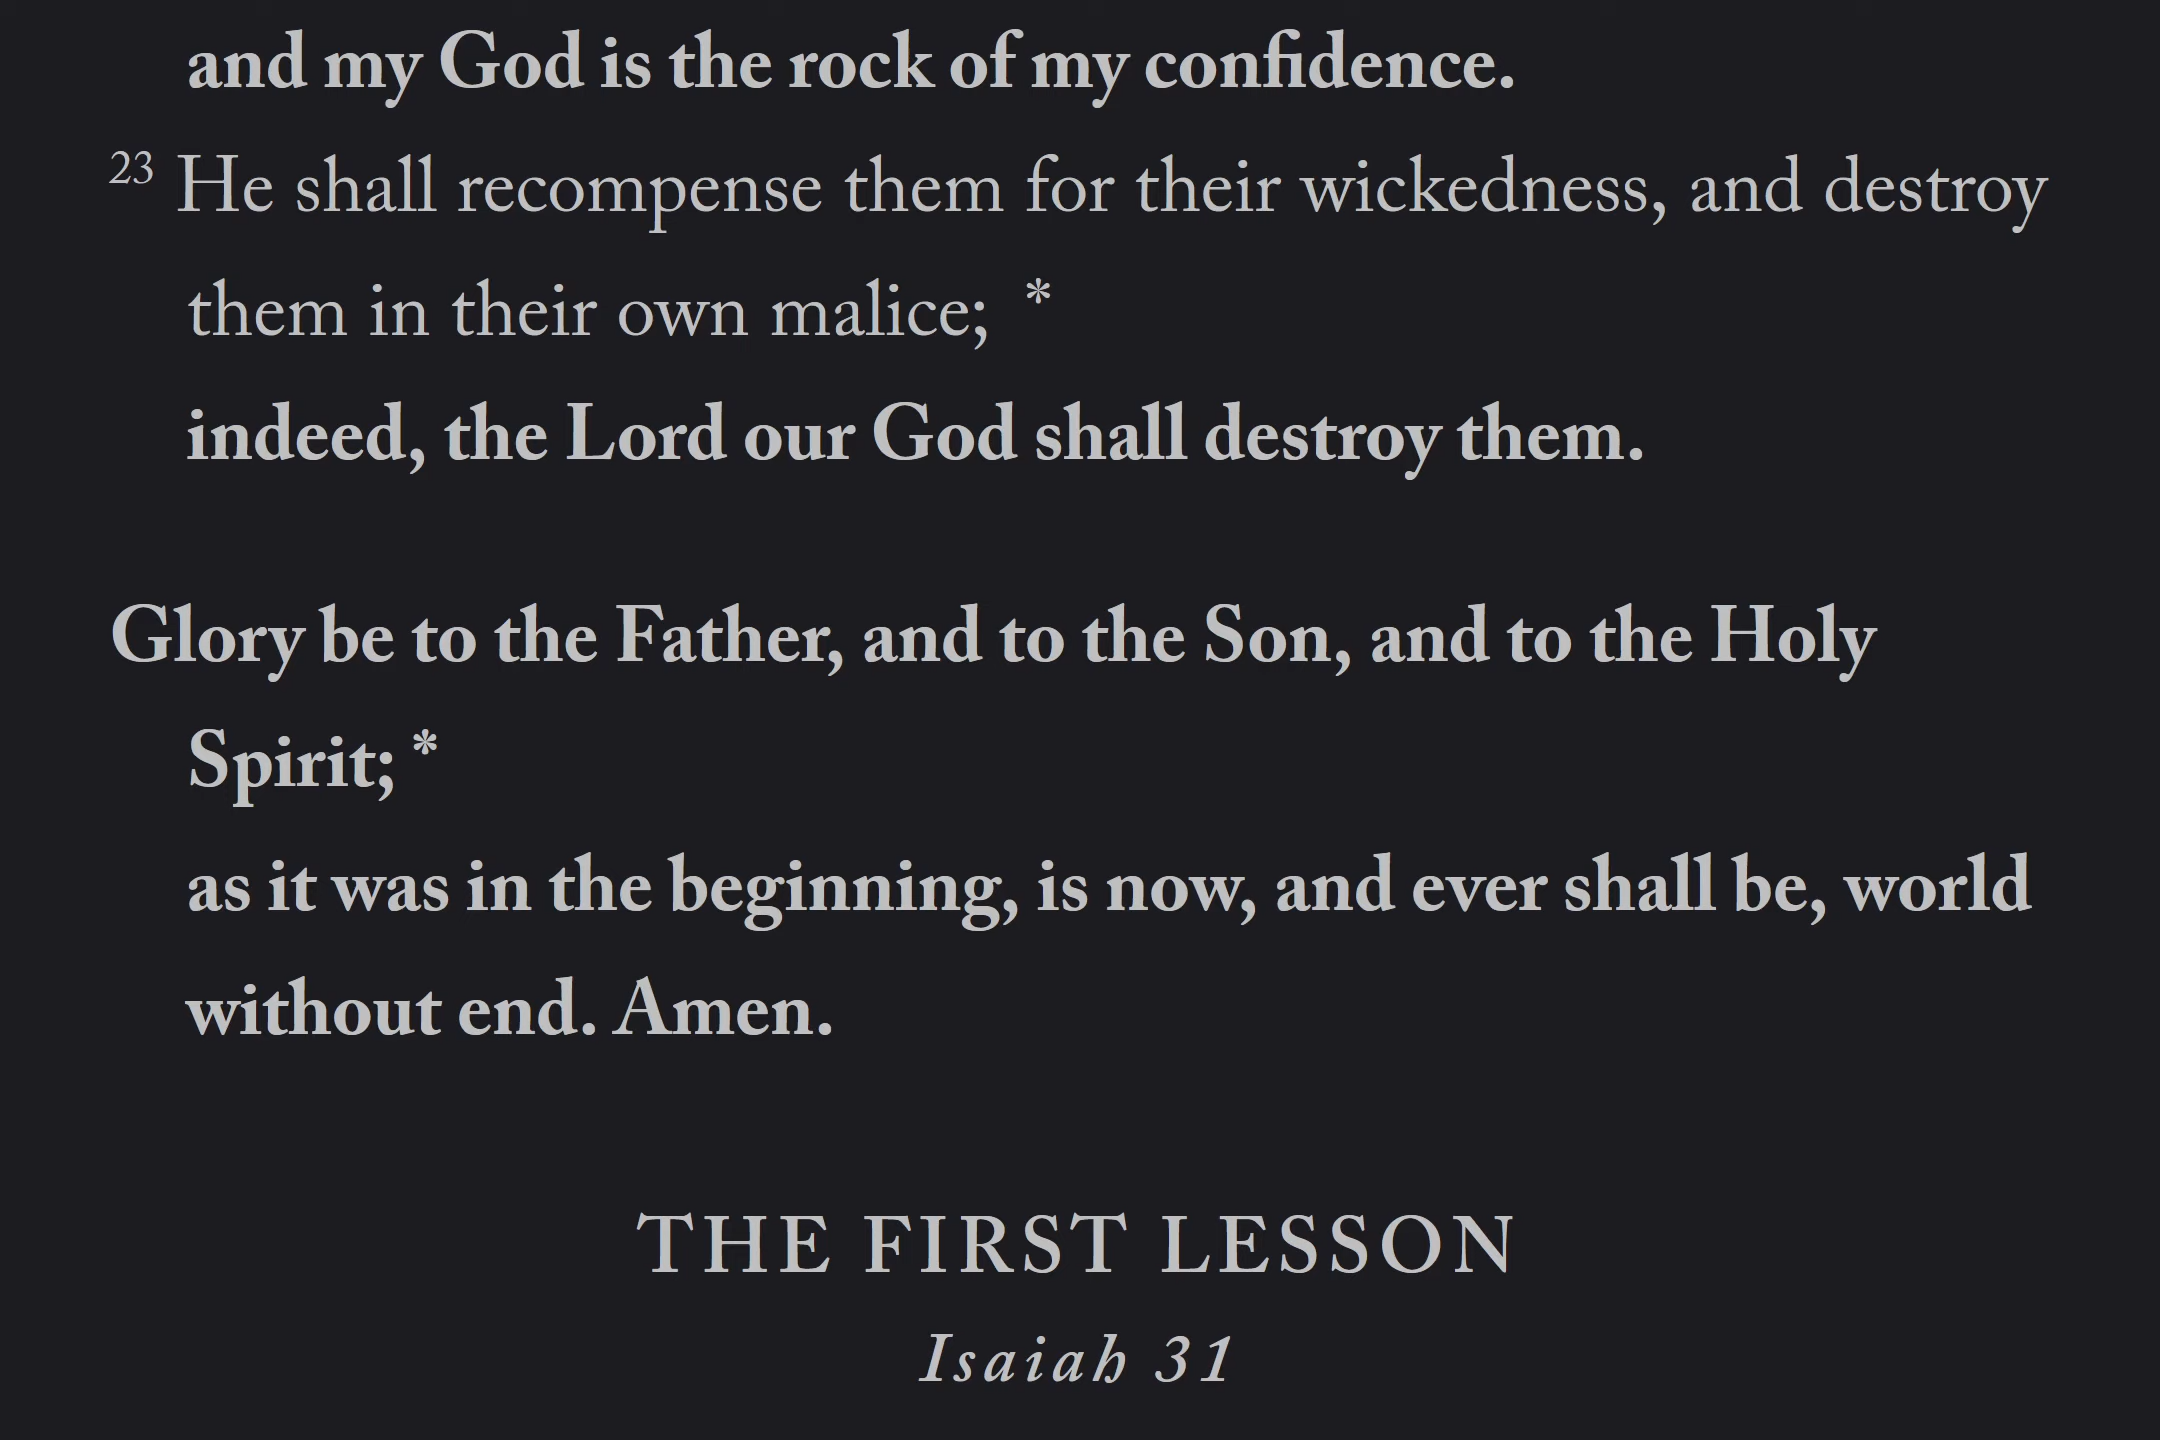 and my God is the rock of my confidence.
23 He shall recompense them for their wickedness, and destroy
them in their own malice; *
indeed, the Lord our God shall destroy them.
Glory be to the Father, and to the Son, and to the Holy
Spirit; *
as it was in the beginning, is now, and ever shall be, world
without end. Amen.
THE FIRST LESSON
Isaiah 31